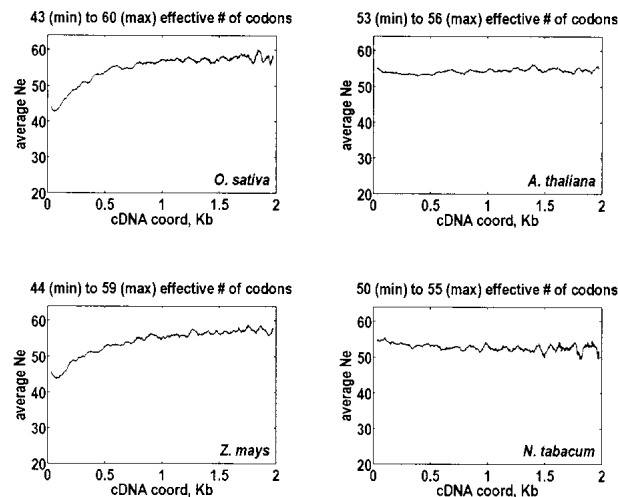 43 (min) to 60 (max) effective # of codons
60
50
40
30
20
average Ne
O. sativa
0 0.5 1 1.5 2
cDNA coord, Kb
53 (min) to 56 (max) effective # of codons
60
50
40
30
20
average Ne
A. thaliana
0 0.5 1 1.5 2
cDNA coord, Kb
44 (min) to 59 (max) effective # of codons
60
50
40
30
20
average Ne
Z. mays
0 0.5 1 1.5 2
cDNA coord, Kb
50 (min) to 55 (max) effective # of codons
60
50
40
30
20
average Ne
N. tabacum
0 0.5 1 1.5 2
cDNA coord, Kb